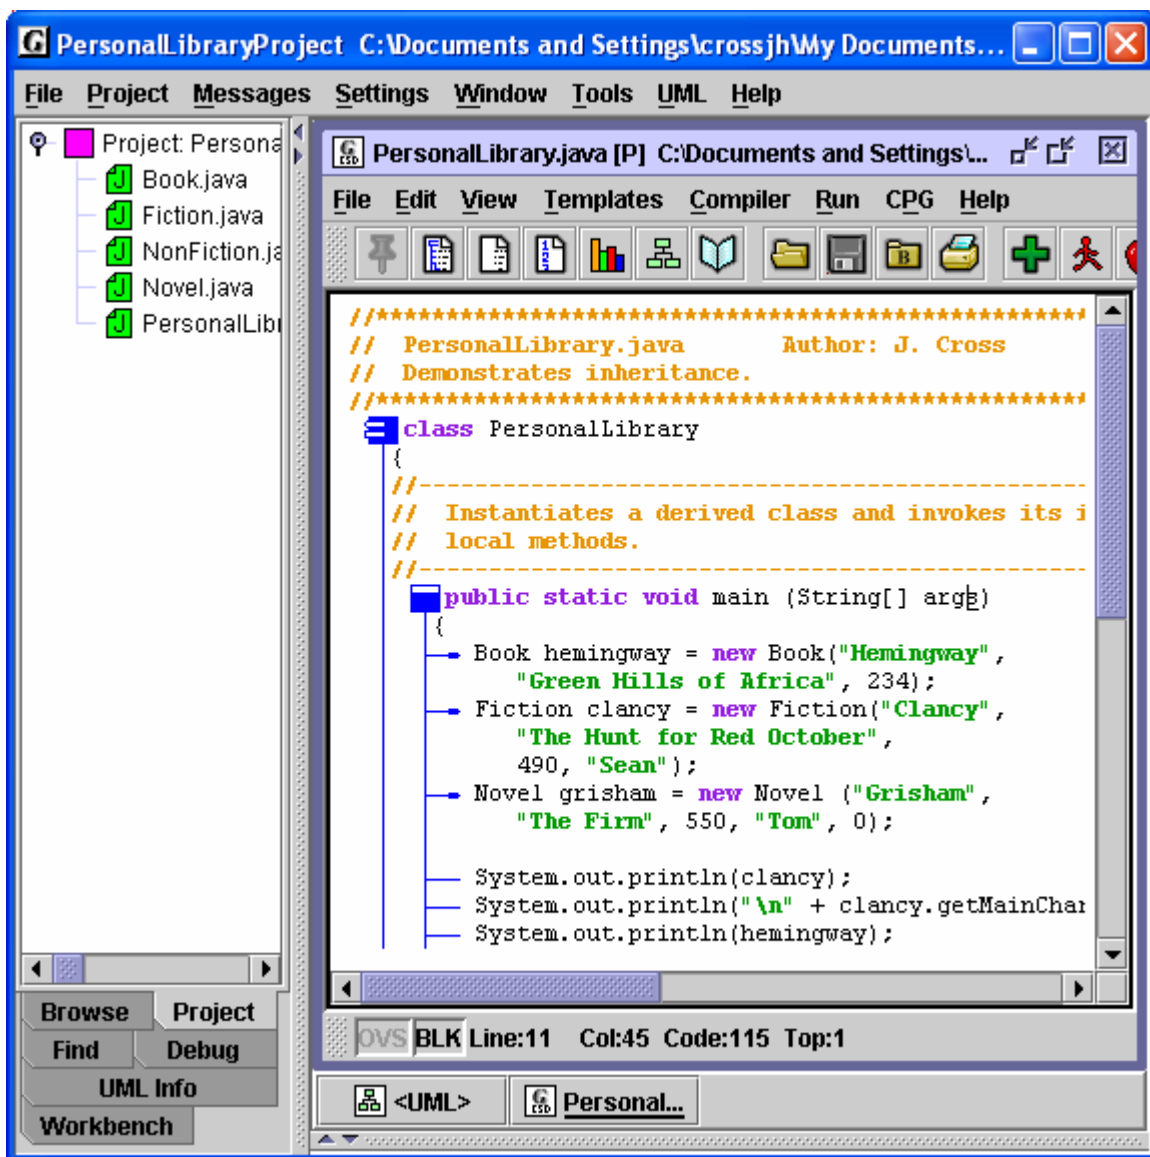 PersonalLibraryProject C:\Documents and Settings\crossjh\My Documents...
File Project Messages Settings Window Tools UML Help
Project: Persona
Book.java
Fiction.java
NonFiction.ja
Novel.java
PersonalLibr
PersonalLibrary.java [P] C:\Documents and Settings\...
File Edit View Templates Compiler Run CPG Help
//**************************************************
// PersonalLibrary.java Author: J. Cross
// Demonstrates inheritance.
//**************************************************
class PersonalLibrary
{
//-----------------------------------------------
// Instantiates a derived class and invokes its i
// local methods.
//-----------------------------------------------
public static void main (String[] args)
{
Book hemingway = new Book("Hemingway",
"Green Hills of Africa", 234);
Fiction clancy = new Fiction("Clancy",
"The Hunt for Red October",
490, "Sean");
Novel grisham = new Novel ("Grisham",
"The Firm", 550, "Tom", 0);
System.out.println(clancy);
System.out.println("\n" + clancy.getMainChar
System.out.println(hemingway);
Browse Project
Find Debug
UML Info
Workbench
OVS BLK Line:11 Col:45 Code:115 Top:1
<UML> Personal...